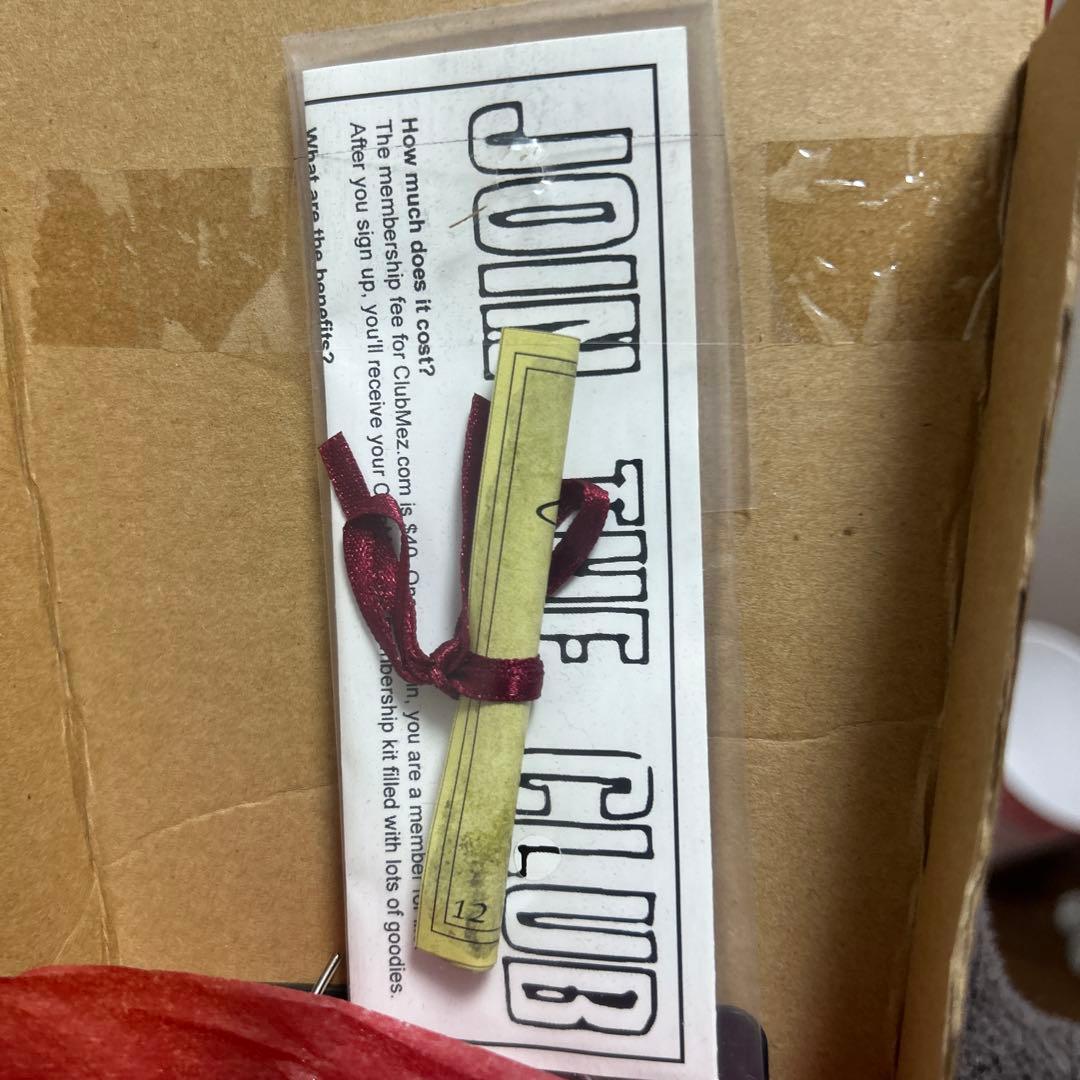 JOIN THE CLUB
How much does it cost?
The membership fee for ClubMez.com is $40. in, you are a member
After you sign up, you'll receive your kit filled with lots of goodies.
What are the benefits?
12